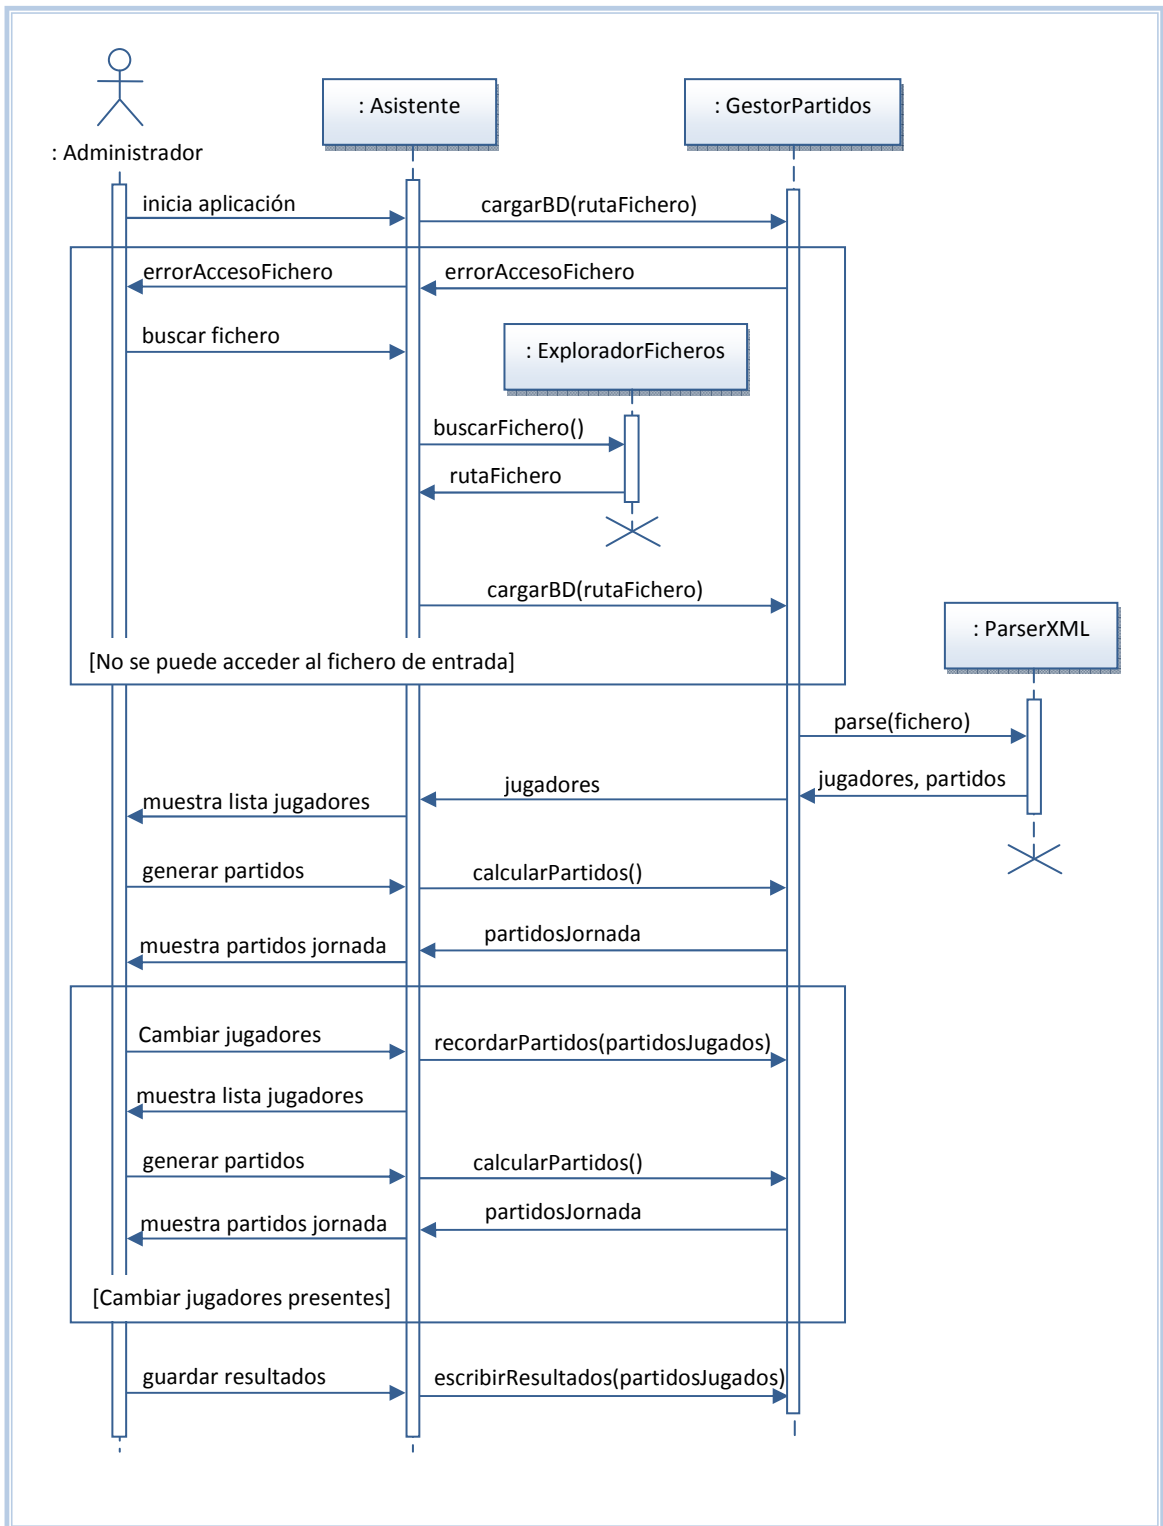 : Asistente
: GestorPartidos
: Administrador
inicia aplicación
cargarBD(rutaFichero)
errorAccesoFichero
errorAccesoFichero
buscar fichero
: ExploradorFicheros
buscarFichero()
rutaFichero
cargarBD(rutaFichero)
: ParserXML
[No se puede acceder al fichero de entrada]
parse(fichero)
jugadores, partidos
jugadores
muestra lista jugadores
generar partidos
calcularPartidos()
partidosJornada
muestra partidos jornada
Cambiar jugadores
recordarPartidos(partidosJugados)
muestra lista jugadores
generar partidos
calcularPartidos()
partidosJornada
muestra partidos jornada
[Cambiar jugadores presentes]
guardar resultados
escribirResultados(partidosJugados)